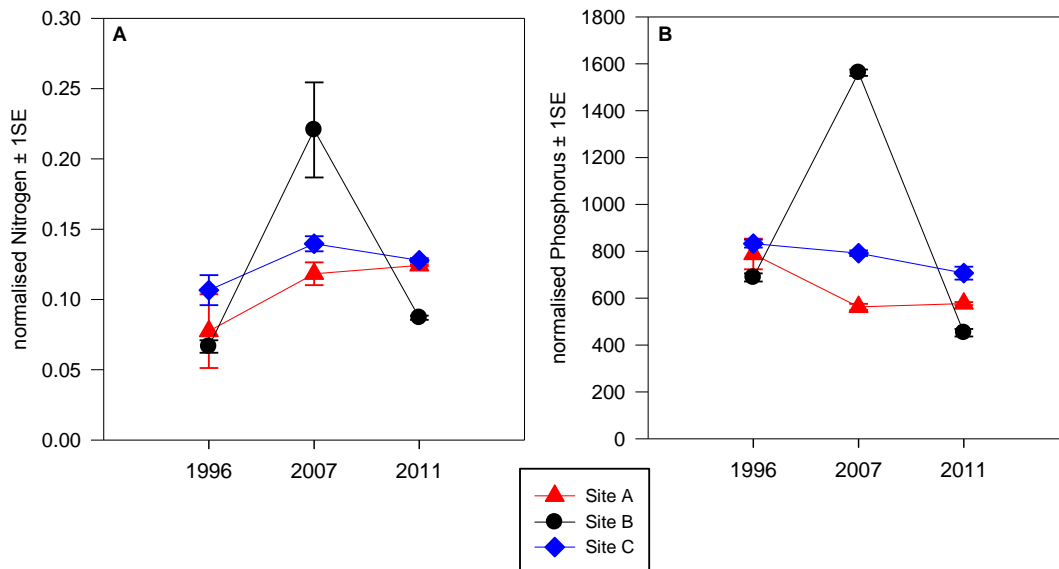 A
normalised Nitrogen ± 1SE
0.30
0.25
0.20
0.15
0.10
0.05
0.00
1996 2007 2011
B
normalised Phosphorus ± 1SE
1800
1600
1400
1200
1000
800
600
400
200
0
1996 2007 2011
Site A
Site B
Site C